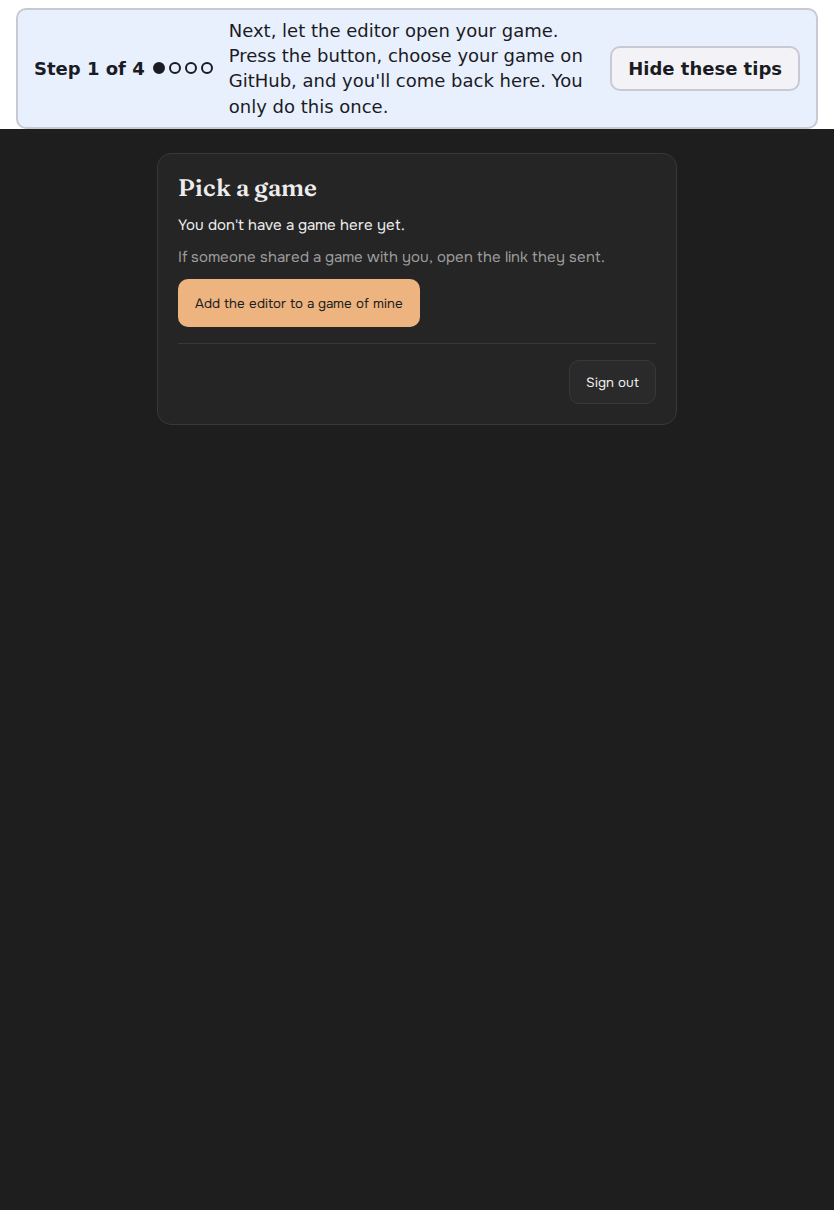 Step 1 of 4
Next, let the editor open your game.
Press the button, choose your game on
GitHub, and you'll come back here. You
only do this once.
Hide these tips
Pick a game
You don't have a game here yet.
If someone shared a game with you, open the link they sent.
Add the editor to a game of mine
Sign out